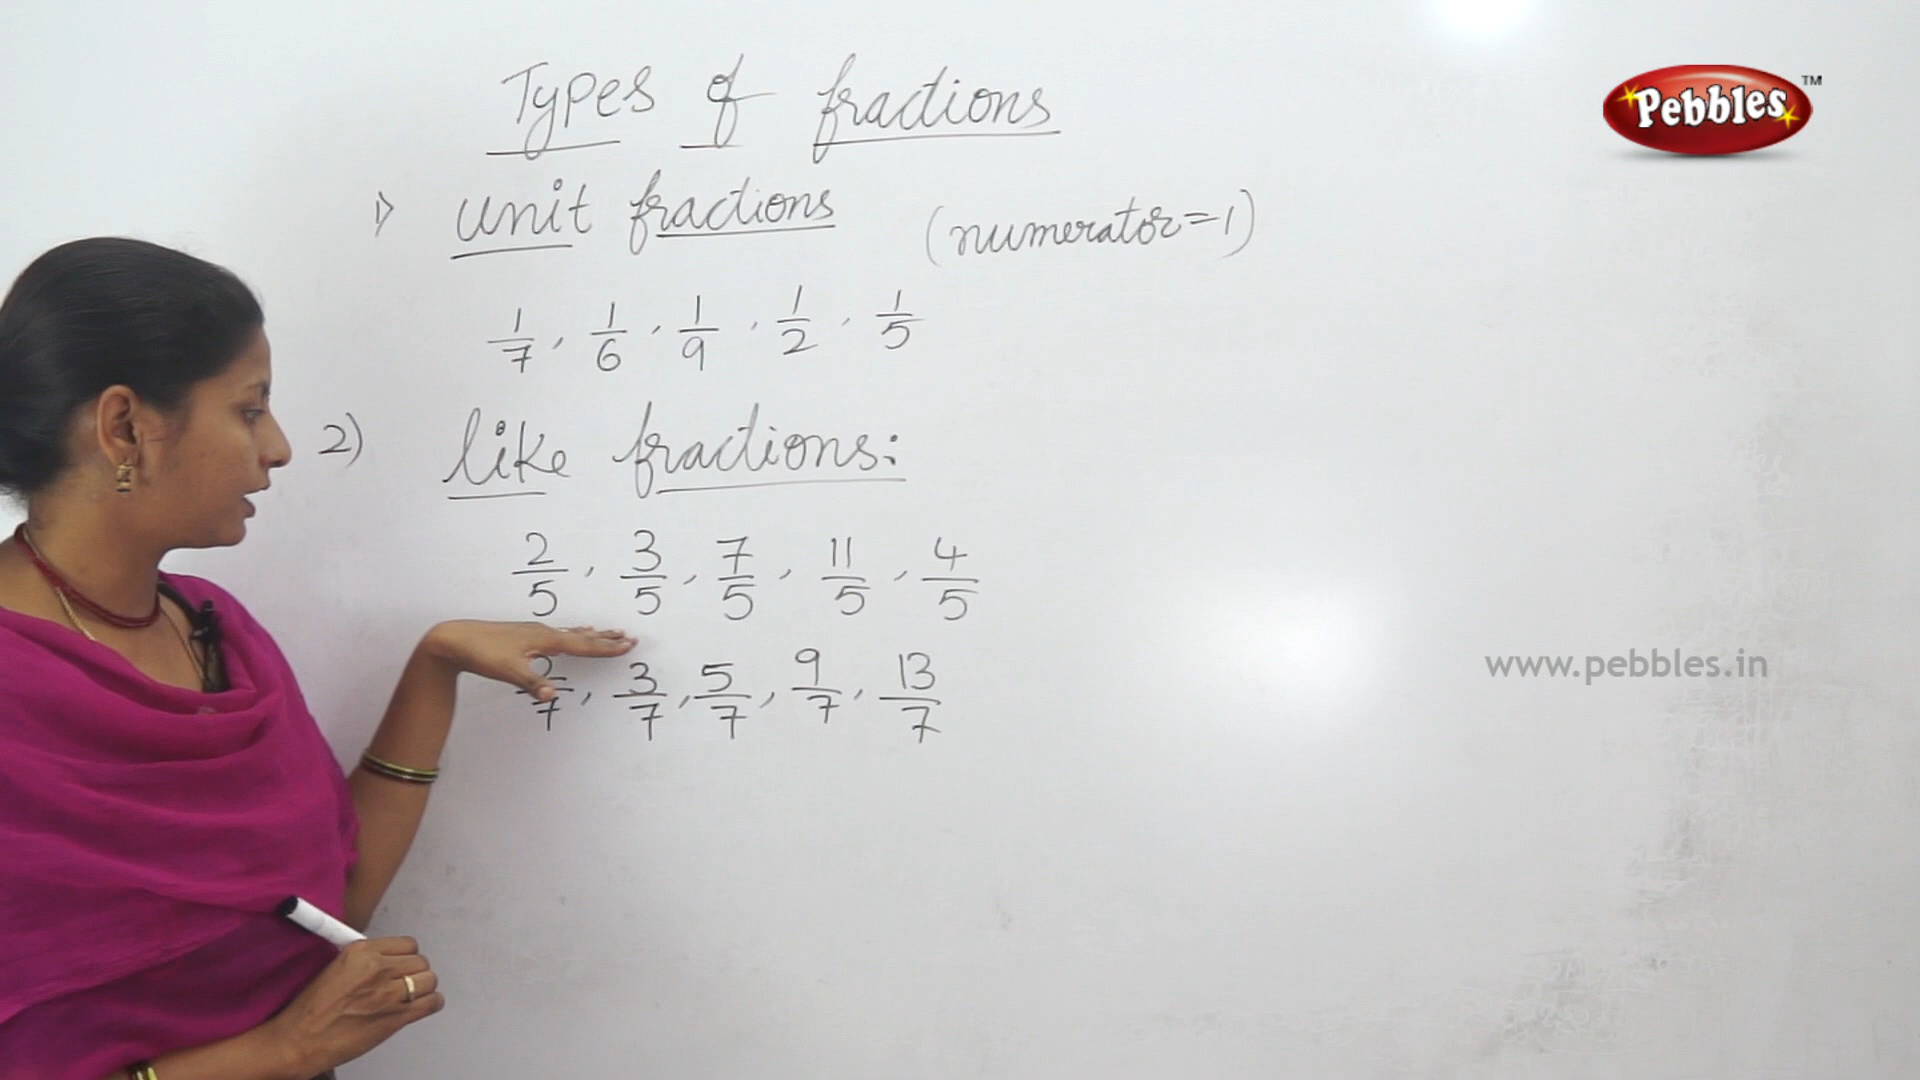 Types of fractions
Pebbles TM
1) unit fractions (numerator=1)
1/7, 1/6, 1/9, 1/2, 1/5
2) like fractions:
2/5, 3/5, 7/5, 11/5, 4/5
www.pebbles.in
/7, 3/7, 5/7, 9/7, 13/7